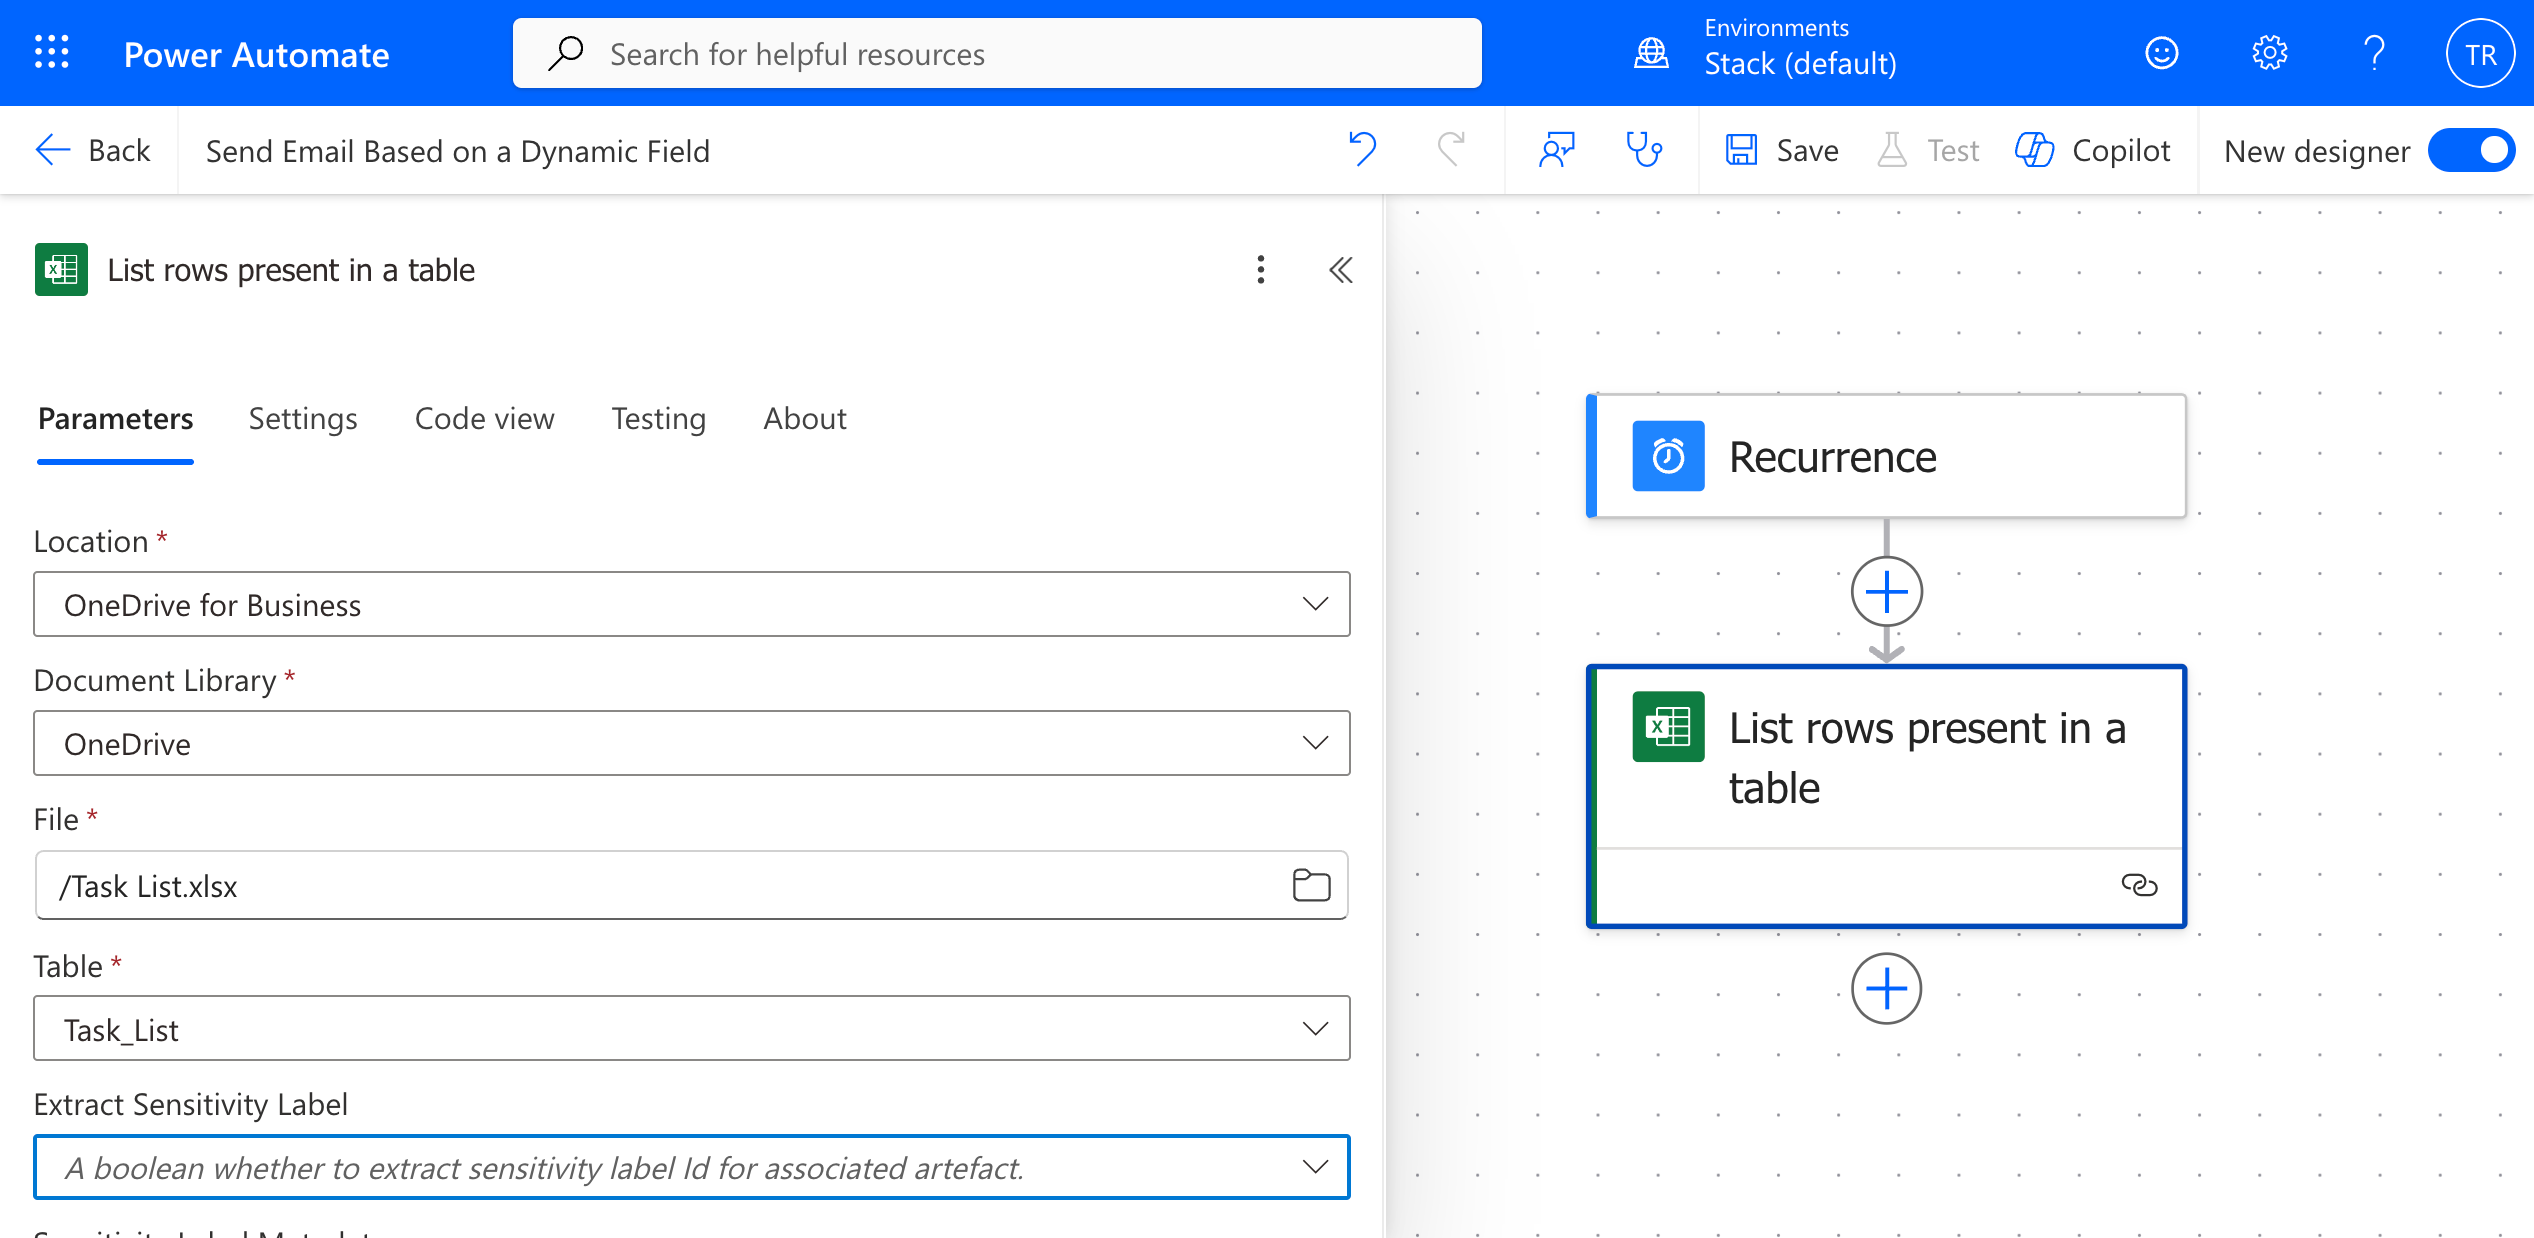 Power Automate
Search for helpful resources
Environments
Stack (default)
TR
Back
Send Email Based on a Dynamic Field
Save
Test
Copilot
New designer
List rows present in a table
Parameters
Settings
Code view
Testing
About
Location *
OneDrive for Business
Document Library *
OneDrive
File *
/Task List.xlsx
Table *
Task_List
Extract Sensitivity Label
A boolean whether to extract sensitivity label Id for associated artefact.
Recurrence
List rows present in a
table